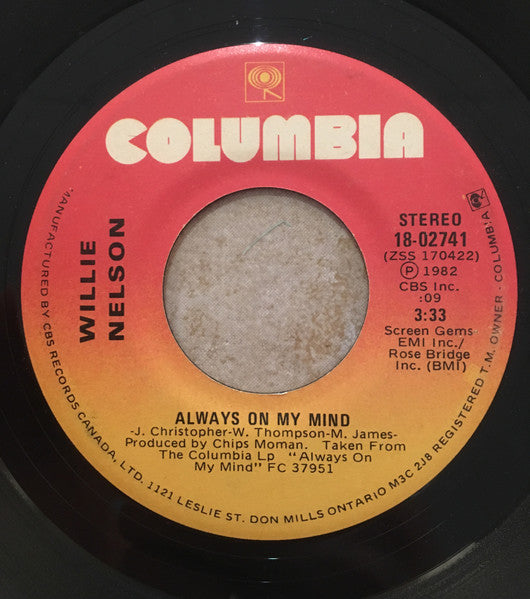 COLUMBIA
WILLIE
NELSON
STEREO
18-02741
(ZSS 170422)
Ⓟ 1982
CBS Inc.
:09
3:33
Screen Gems-
EMI Inc./
Rose Bridge
Inc. (BMI)
ALWAYS ON MY MIND
-J. Christopher-W. Thompson-M. James-
Produced by Chips Moman. Taken From
The Columbia Lp "Always On
My Mind" FC 37951
MANUFACTURED BY CBS RECORDS CANADA, LTD. 1121 LESLIE ST. DON MILLS ONTARIO M3C 2J8 REGISTERED T.M. OWNER - COLUMBIA